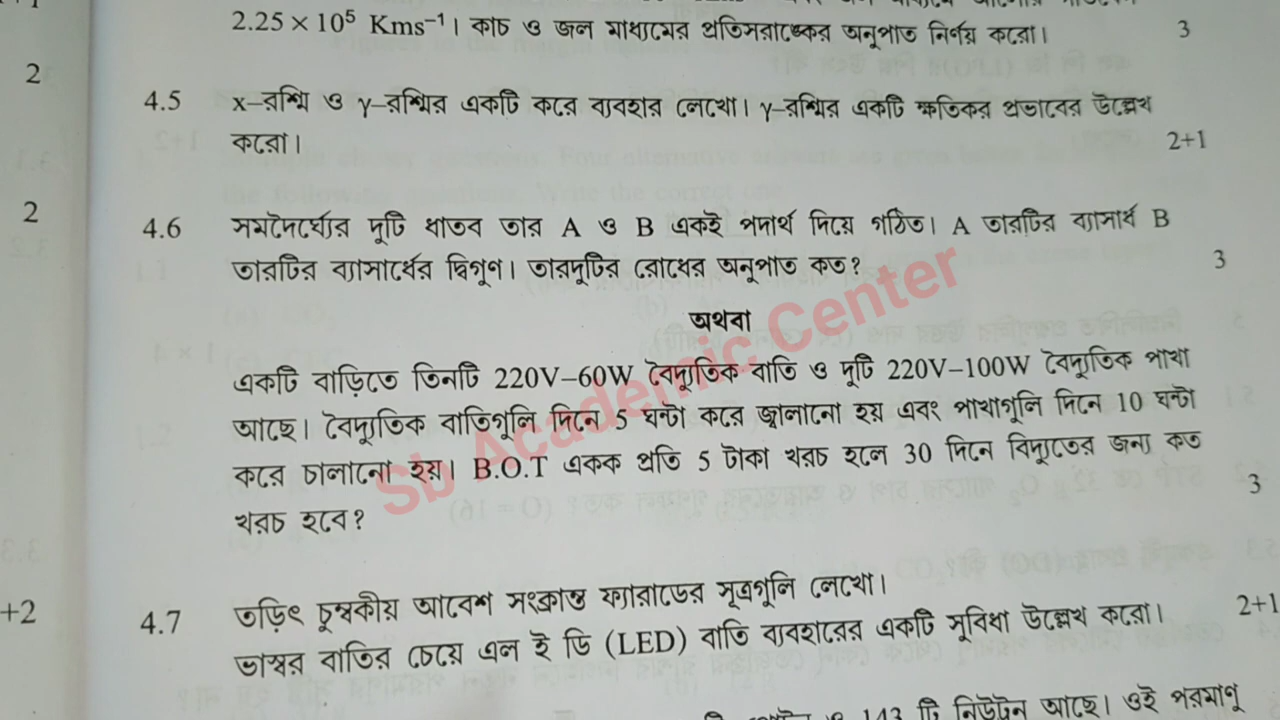 2.25 × 10⁵ Kms⁻¹। কাচ ও জল মাধ্যমের প্রতিসরাঙ্কের অনুপাত নির্ণয় করো।
3
2
4.5 x–রশ্মি ও γ–রশ্মির একটি করে ব্যবহার লেখো। γ–রশ্মির একটি ক্ষতিকর প্রভাবের উল্লেখ
করো।
2+1
2
4.6 সমদৈর্ঘ্যের দুটি ধাতব তার A ও B একই পদার্থ দিয়ে গঠিত। A তারটির ব্যাসার্ধ B
তারটির ব্যাসার্ধের দ্বিগুণ। তারদুটির রোধের অনুপাত কত?
3
অথবা
একটি বাড়িতে তিনটি 220V–60W বৈদ্যুতিক বাতি ও দুটি 220V–100W বৈদ্যুতিক পাখা
আছে। বৈদ্যুতিক বাতিগুলি দিনে 5 ঘন্টা করে জ্বালানো হয় এবং পাখাগুলি দিনে 10 ঘন্টা
করে চালানো হয়। B.O.T একক প্রতি 5 টাকা খরচ হলে 30 দিনে বিদ্যুতের জন্য কত
খরচ হবে?
3
Sb Academic Center
+2
4.7 তড়িৎ চুম্বকীয় আবেশ সংক্রান্ত ফ্যারাডের সূত্রগুলি লেখো।
ভাস্বর বাতির চেয়ে এল ই ডি (LED) বাতি ব্যবহারের একটি সুবিধা উল্লেখ করো।
2+1
ও 143 টি নিউট্রন আছে। ওই পরমাণু